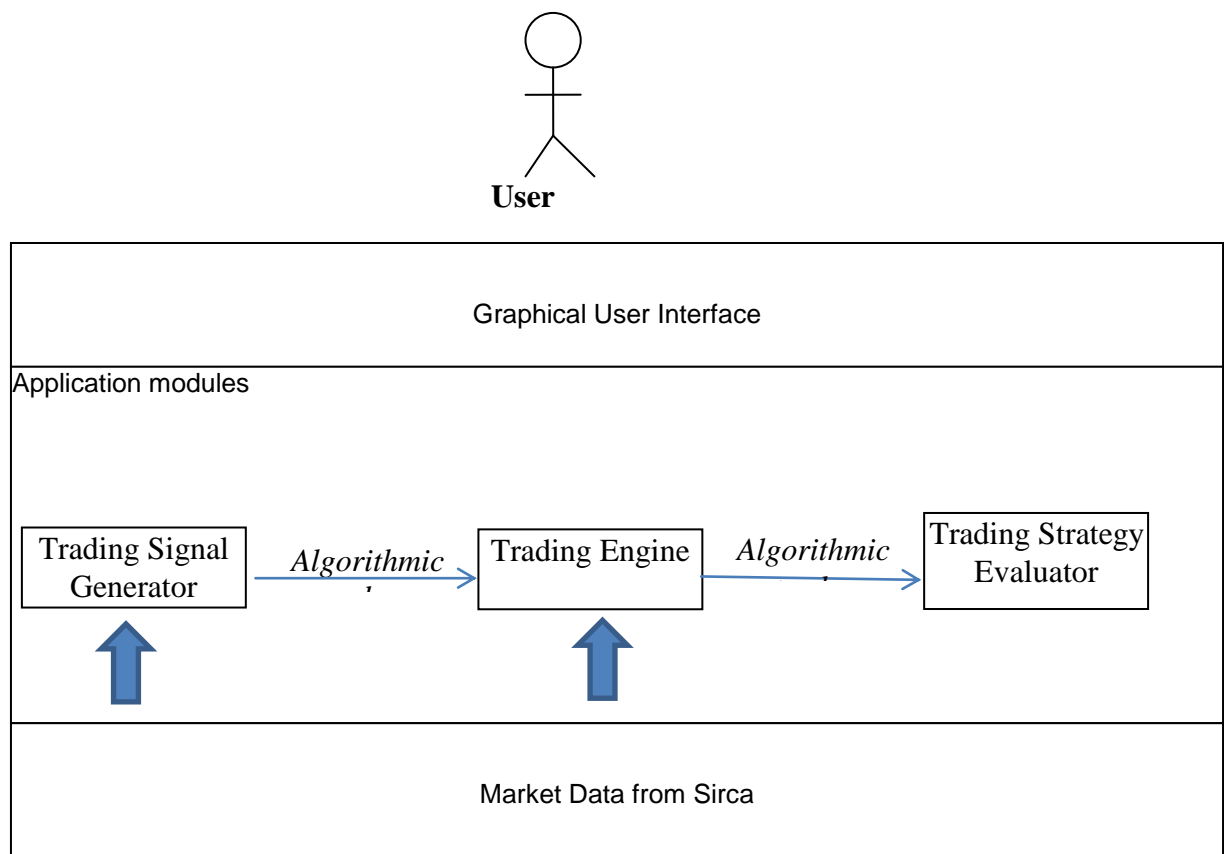 User
Graphical User Interface
Application modules
Trading Signal
Generator
Algorithmic
Trading Engine
Algorithmic
Trading Strategy
Evaluator
Market Data from Sirca